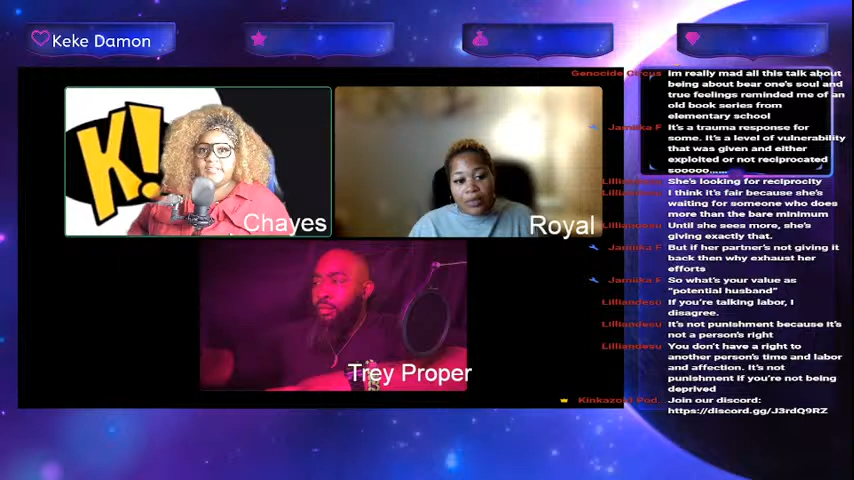 Keke Damon
K!
Chayes
Royal
Trey Proper
Genocide Circus
Im really mad all this talk about
being about bear one's soul and
true feelings reminded me of an
old book series from
elementary school
It's a trauma response for
some. It's a level of vulnerability
that was given and either
exploited or not reciprocated
sooooo......
She's looking for reciprocity
I think it's fair because she's
waiting for someone who does
more than the bare minimum
Until she sees more, she's
giving exactly that.
But if her partner's not giving it
back then why exhaust her
efforts
So what's your value as
"potential husband"
Lilliandesu
If you're talking labor, I
disagree.
Lilliandesu
It's not punishment because it's
not a person's right
Lilliandesu
You don't have a right to
another person's time and labor
and affection. It's not
punishment if you're not being
deprived
Join our discord:
https://discord.gg/J3rdQ9RZ